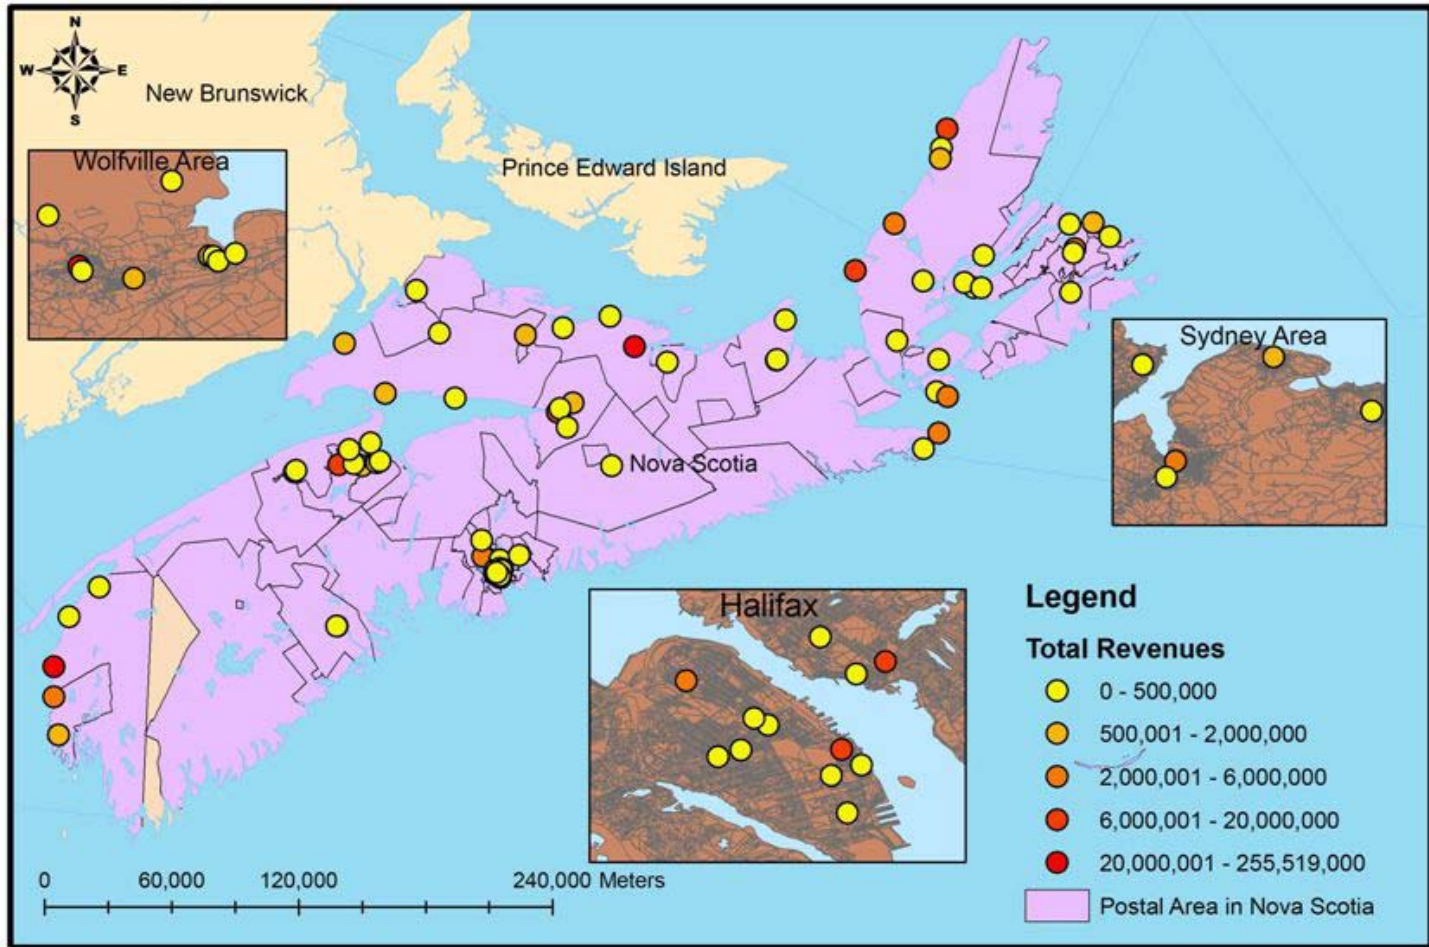 N
W E
S
New Brunswick
Prince Edward Island
Wolfville Area
Sydney Area
Nova Scotia
Halifax
Legend
Total Revenues
0 - 500,000
500,001 - 2,000,000
2,000,001 - 6,000,000
6,000,001 - 20,000,000
20,000,001 - 255,519,000
Postal Area in Nova Scotia
0 60,000 120,000 240,000 Meters